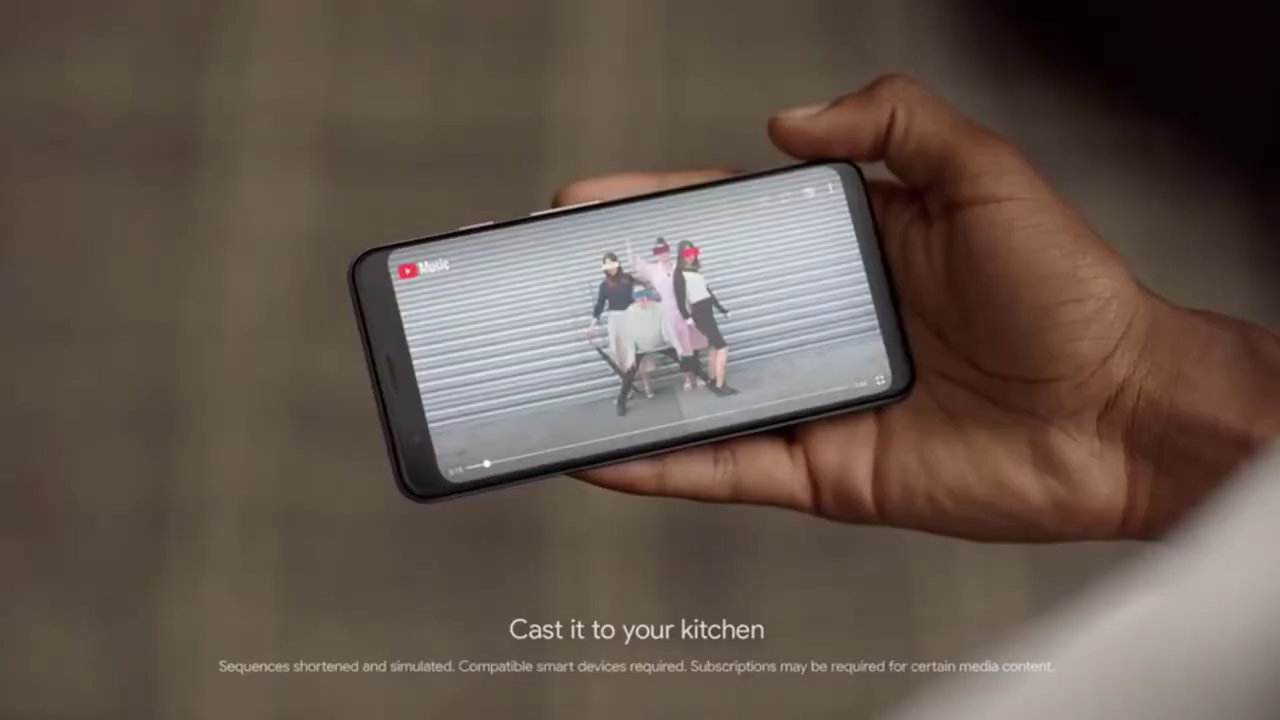 Music
Cast it to your kitchen
Sequences shortened and simulated. Compatible smart devices required. Subscriptions may be required for certain media content.